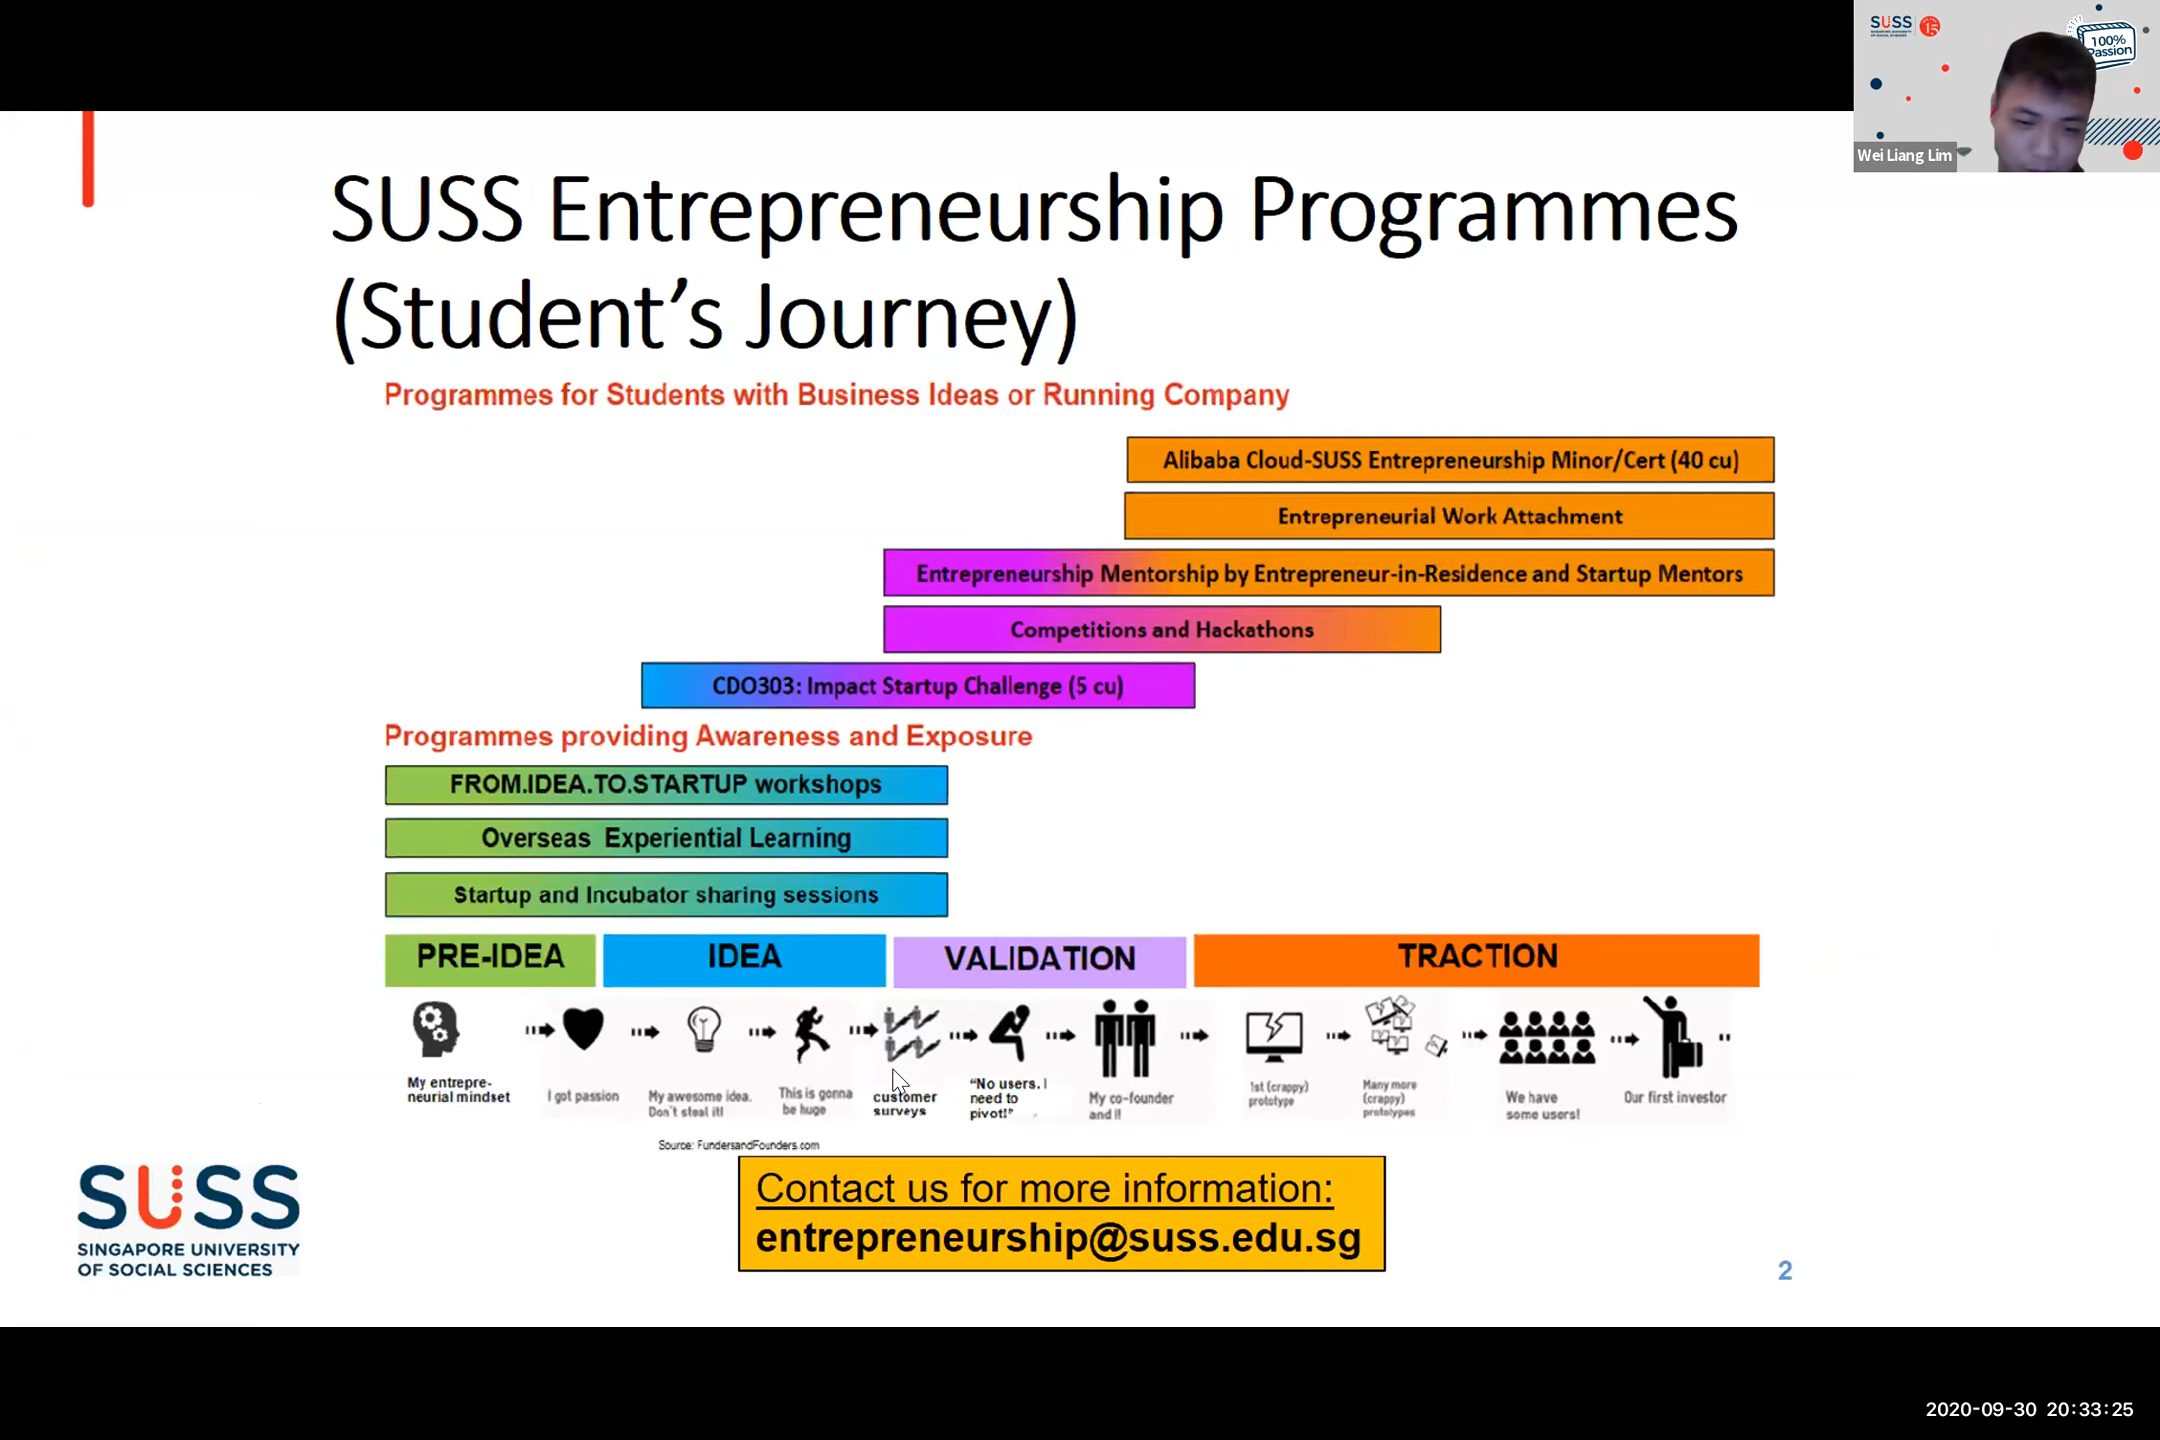 SUSS
100%
Passion
Wei Liang Lim
SUSS Entrepreneurship Programmes
(Student’s Journey)
Programmes for Students with Business Ideas or Running Company
Alibaba Cloud-SUSS Entrepreneurship Minor/Cert (40 cu)
Entrepreneurial Work Attachment
Entrepreneurship Mentorship by Entrepreneur-in-Residence and Startup Mentors
Competitions and Hackathons
CDO303: Impact Startup Challenge (5 cu)
Programmes providing Awareness and Exposure
FROM.IDEA.TO.STARTUP workshops
Overseas Experiential Learning
Startup and Incubator sharing sessions
PRE-IDEA IDEA VALIDATION TRACTION
My entrepre-
neurial mindset
I got passion
My awesome idea.
Don't steal it!
This is gonna
be huge
customer
surveys
“No users. I
need to
pivot!”
My co-founder
and I!
1st (crappy)
prototype
Many more
(crappy)
prototypes
We have
some users!
Our first investor
Source: FundersandFounders.com
Contact us for more information:
entrepreneurship@suss.edu.sg
SUSS
SINGAPORE UNIVERSITY
OF SOCIAL SCIENCES
2
2020-09-30 20:33:25